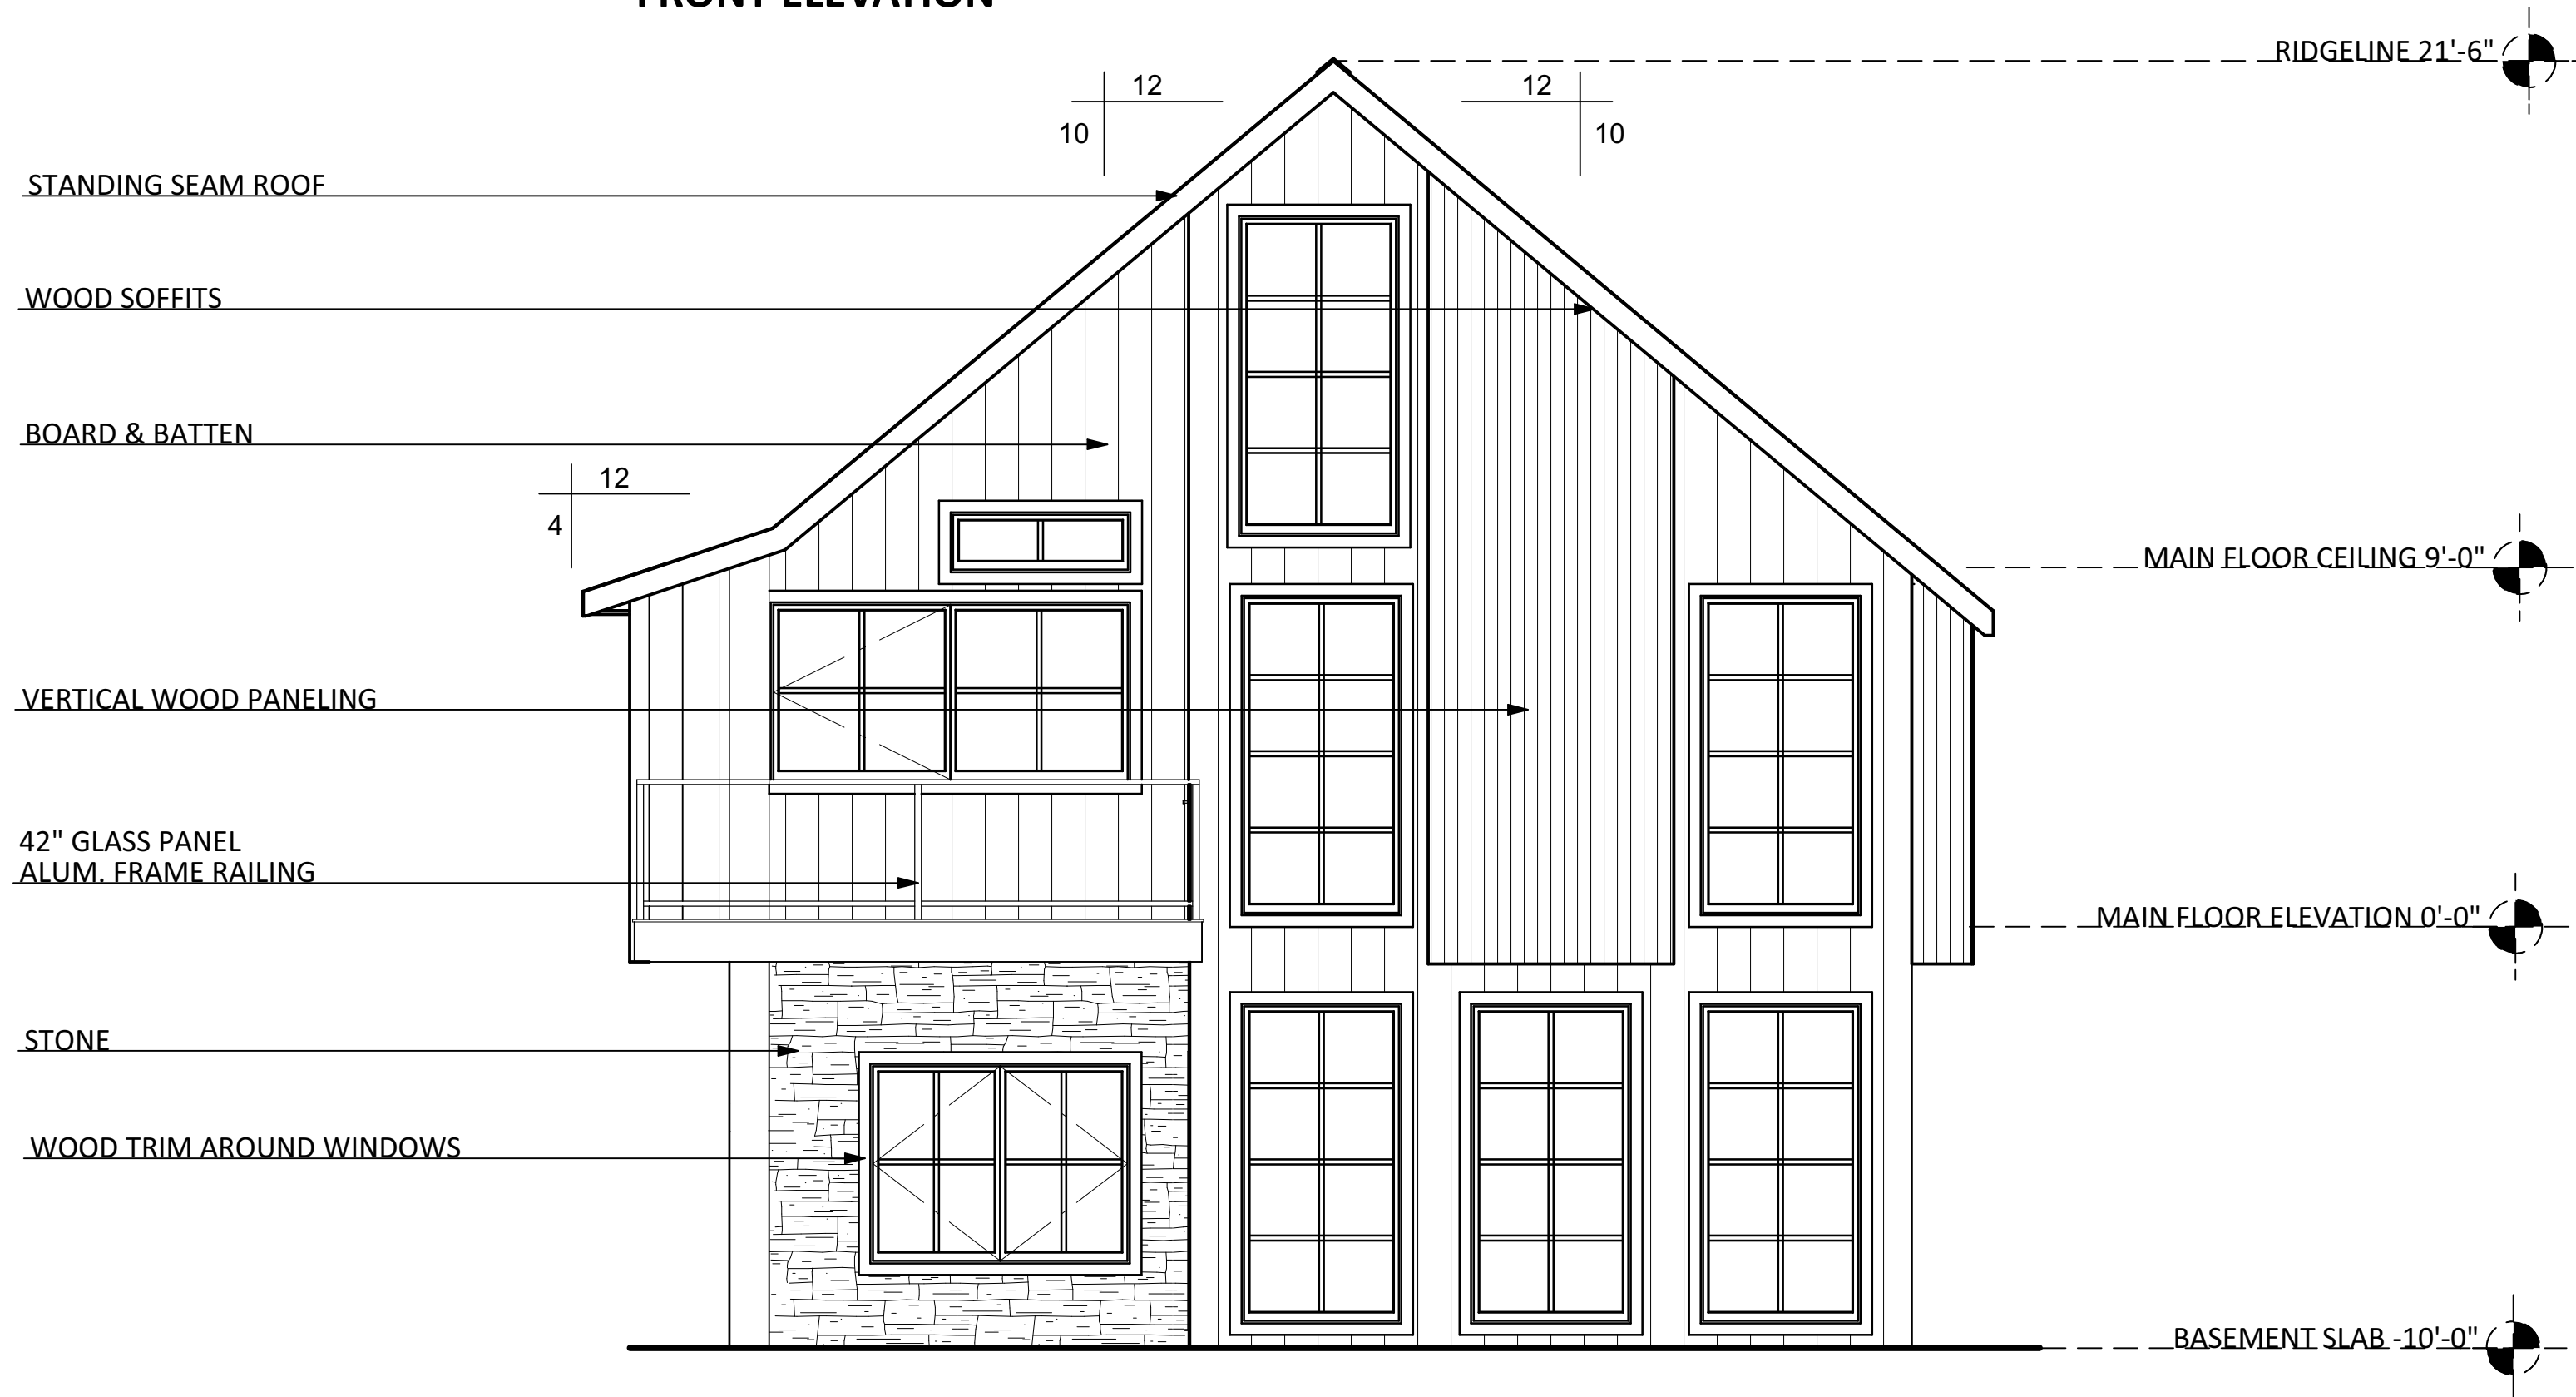 FRONT ELEVATION
RIDGELINE 21'-6"
12
10
12
10
STANDING SEAM ROOF
WOOD SOFFITS
BOARD & BATTEN
12
4
MAIN FLOOR CEILING 9'-0"
VERTICAL WOOD PANELING
42" GLASS PANEL
ALUM. FRAME RAILING
MAIN FLOOR ELEVATION 0'-0"
STONE
WOOD TRIM AROUND WINDOWS
BASEMENT SLAB -10'-0"